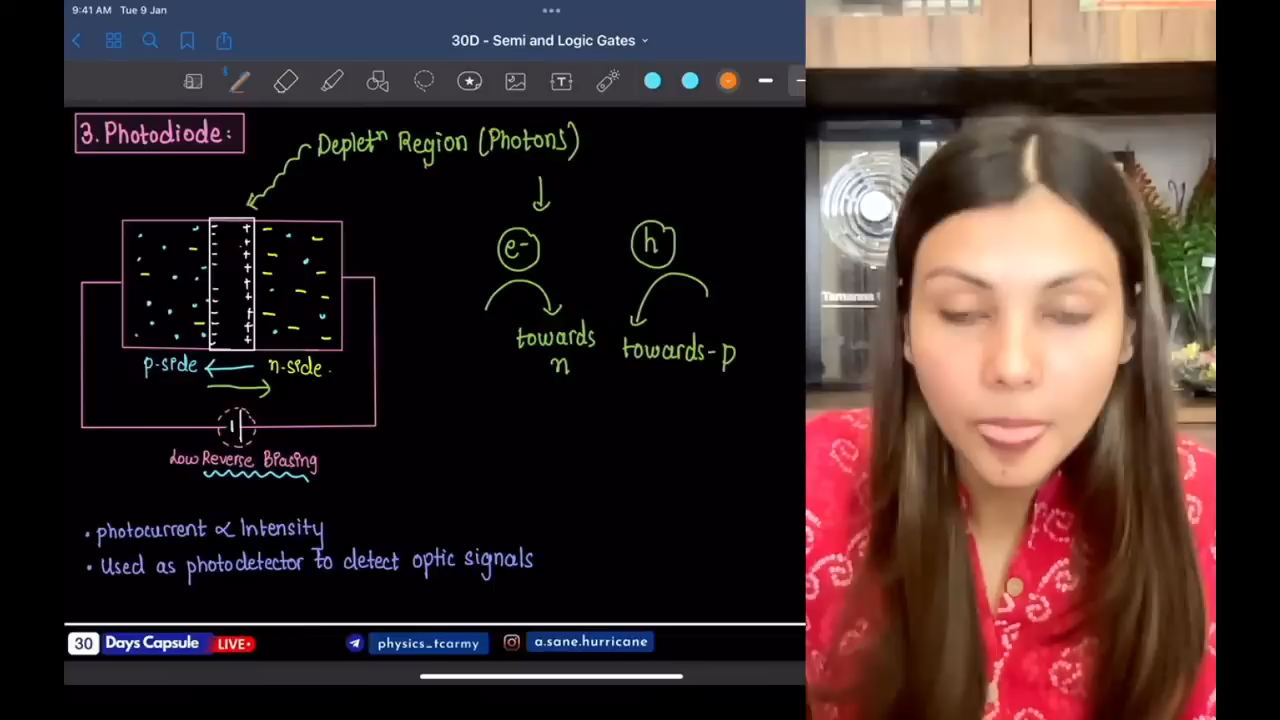 9:41 AM Tue 9 Jan
30D - Semi and Logic Gates
3. Photodiode:
Depletⁿ Region (Photons)
e- h
towards n
towards-p
p-side n-side.
Low Reverse Biasing
• photocurrent ∝ Intensity
• Used as photodetector to detect optic signals
30 Days Capsule LIVE physics_tcarmy a.sane.hurricane